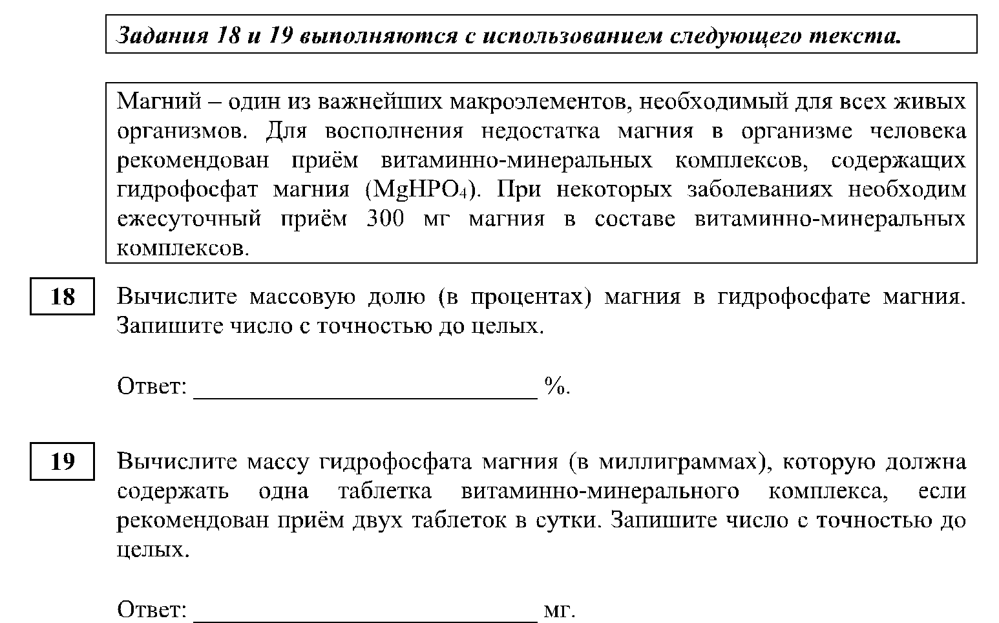 Задания 18 и 19 выполняются с использованием следующего текста.
Магний – один из важнейших макроэлементов, необходимый для всех живых
организмов. Для восполнения недостатка магния в организме человека
рекомендован приём витаминно-минеральных комплексов, содержащих
гидрофосфат магния (MgHPO₄). При некоторых заболеваниях необходим
ежесуточный приём 300 мг магния в составе витаминно-минеральных
комплексов.
18 Вычислите массовую долю (в процентах) магния в гидрофосфате магния.
Запишите число с точностью до целых.
Ответ: ____________________________ %.
19 Вычислите массу гидрофосфата магния (в миллиграммах), которую должна
содержать одна таблетка витаминно-минерального комплекса, если
рекомендован приём двух таблеток в сутки. Запишите число с точностью до
целых.
Ответ: ____________________________ мг.